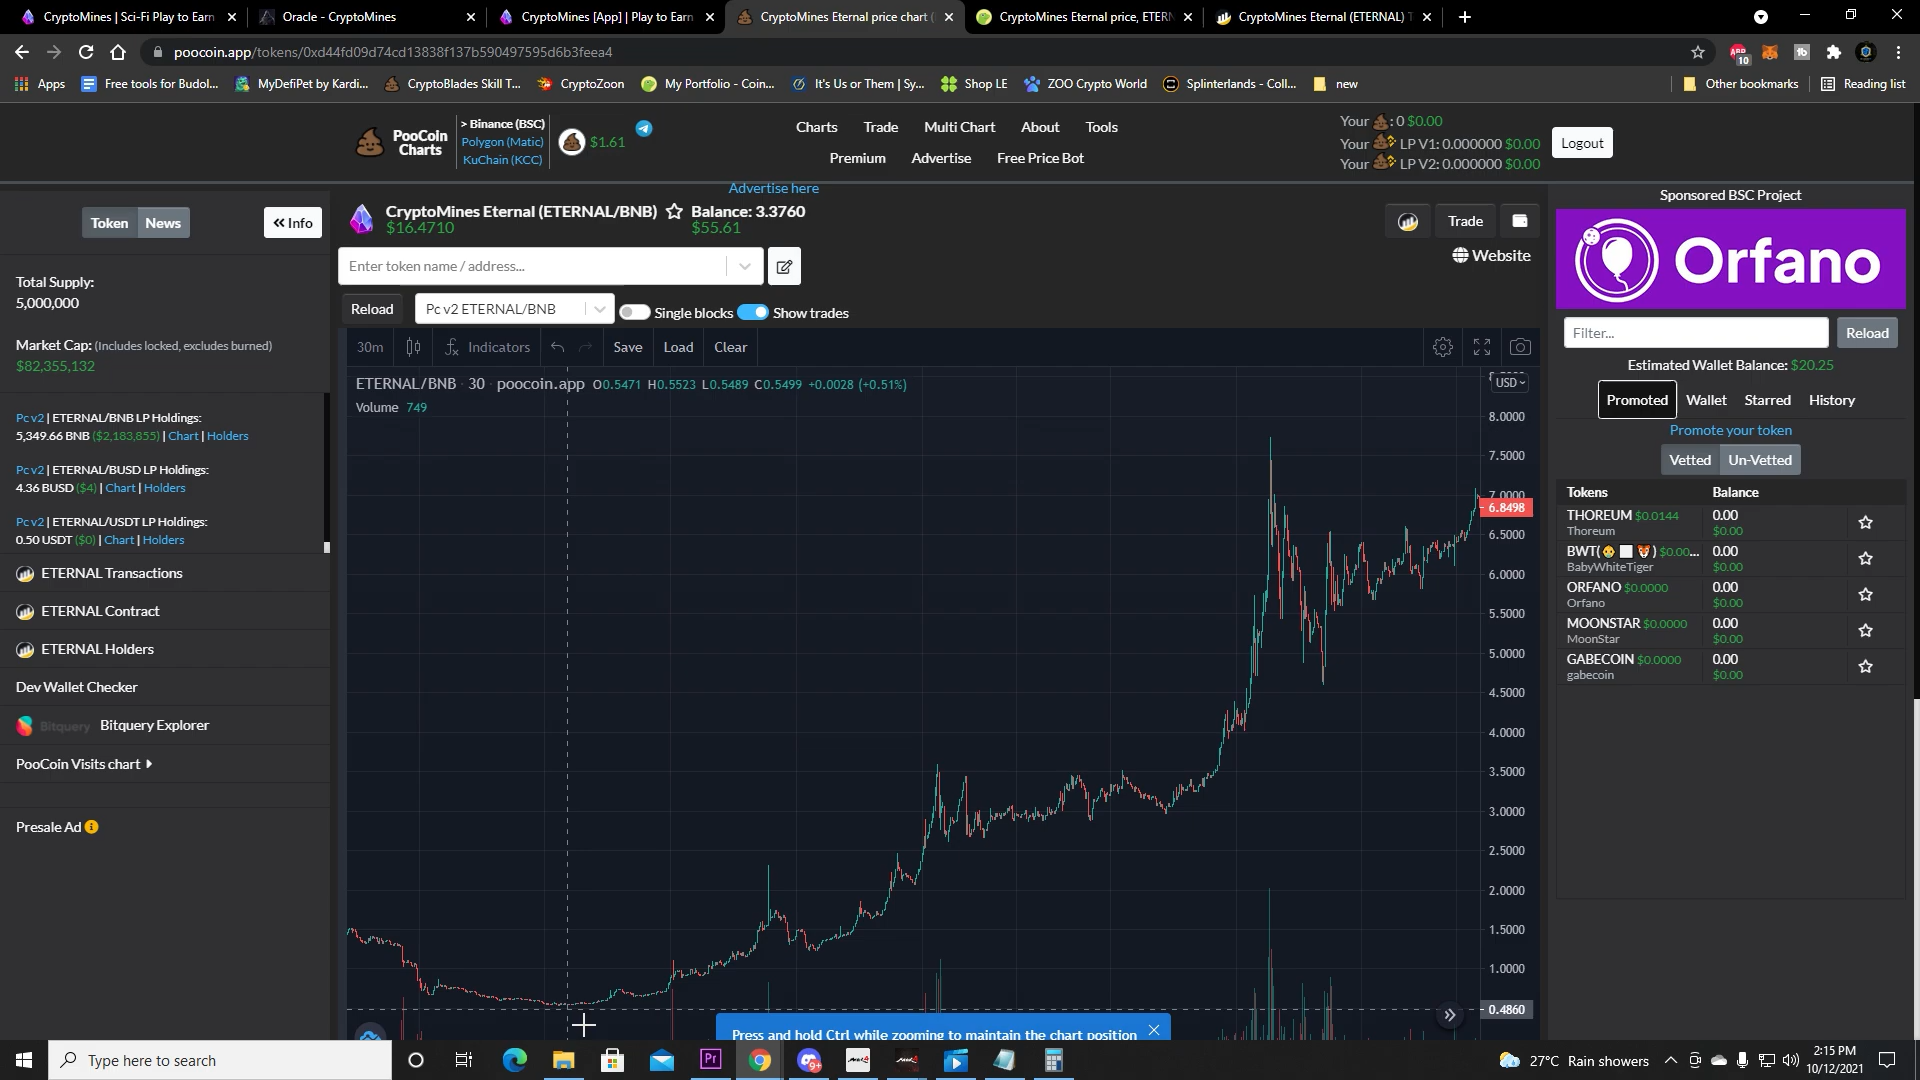 CryptoMines | Sci-Fi Play to Earn
Oracle - CryptoMines
CryptoMines [App] | Play to Earn
CryptoMines Eternal price chart (
CryptoMines Eternal price, ETERN
CryptoMines Eternal (ETERNAL) T
poocoin.app/tokens/0xd44fd09d74cd13838f137b590497595d6b3feea4
ABP
10
Apps
Free tools for Budol...
MyDefiPet by Kardi...
CryptoBlades Skill T...
CryptoZoon
My Portfolio - Coin...
It's Us or Them | Sy...
Shop LE
ZOO Crypto World
Splinterlands - Coll...
new
Other bookmarks
Reading list
PooCoin
Charts
> Binance (BSC)
Polygon (Matic)
KuChain (KCC)
$1.61
Charts
Trade
Multi Chart
About
Tools
Premium
Advertise
Free Price Bot
Your : 0 $0.00
Your LP V1: 0.000000 $0.00
Your LP V2: 0.000000 $0.00
Logout
Token
News
Info
Total Supply:
5,000,000
Market Cap: (Includes locked, excludes burned)
$82,355,132
Pc v2 | ETERNAL/BNB LP Holdings:
5,349.66 BNB ($2,183,855) | Chart | Holders
Pc v2 | ETERNAL/BUSD LP Holdings:
4.36 BUSD ($4) | Chart | Holders
Pc v2 | ETERNAL/USDT LP Holdings:
0.50 USDT ($0) | Chart | Holders
ETERNAL Transactions
ETERNAL Contract
ETERNAL Holders
Dev Wallet Checker
Bitquery Bitquery Explorer
PooCoin Visits chart
Presale Ad
Advertise here
CryptoMines Eternal (ETERNAL/BNB)
$16.4710
Balance: 3.3760
$55.61
Trade
Website
Enter token name / address...
Reload
Pc v2 ETERNAL/BNB
Single blocks
Show trades
30m
Indicators
Save
Load
Clear
ETERNAL/BNB · 30 · poocoin.app O0.5471 H0.5523 L0.5489 C0.5499 +0.0028 (+0.51%)
Volume 749
USD
8.0000
7.5000
7.0000
6.8498
6.5000
6.0000
5.5000
5.0000
4.5000
4.0000
3.5000
3.0000
2.5000
2.0000
1.5000
1.0000
0.4860
Press and hold Ctrl while zooming to maintain the chart position
Sponsored BSC Project
Orfano
Filter...
Reload
Estimated Wallet Balance: $20.25
Promoted
Wallet
Starred
History
Promote your token
Vetted
Un-Vetted
Tokens
Balance
THOREUM $0.0144
0.00
Thoreum
$0.00
BWT( ) $0.00...
0.00
BabyWhiteTiger
$0.00
ORFANO $0.0000
0.00
Orfano
$0.00
MOONSTAR $0.0000
0.00
MoonStar
$0.00
GABECOIN $0.0000
0.00
gabecoin
$0.00
Type here to search
Pr
9+
27°C Rain showers
2:15 PM
10/12/2021